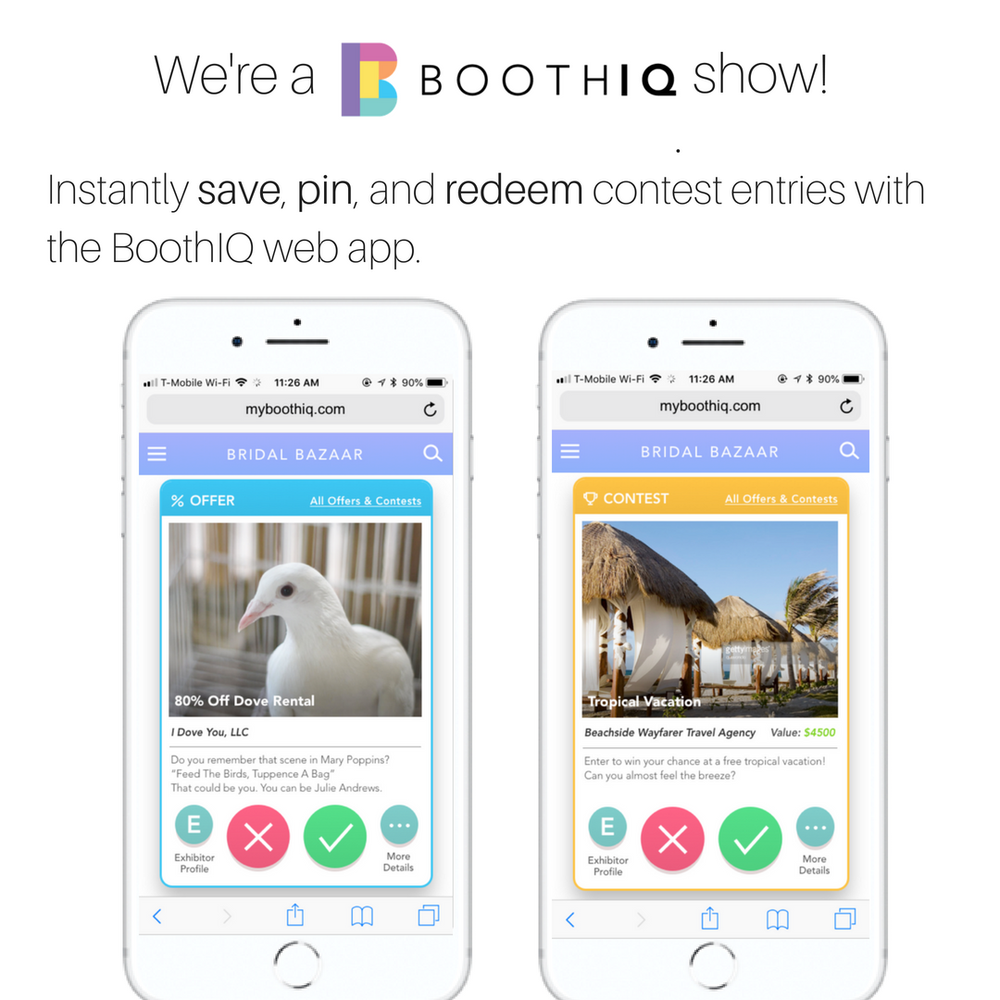 We're a BOOTHIQ show!
.
Instantly save, pin, and redeem contest entries with
the BoothIQ web app.
T-Mobile Wi-Fi 11:26 AM 90%
myboothiq.com
BRIDAL BAZAAR
% OFFER All Offers & Contests
80% Off Dove Rental
I Dove You, LLC
Do you remember that scene in Mary Poppins?
“Feed The Birds, Tuppence A Bag”
That could be you. You can be Julie Andrews.
E
Exhibitor
Profile
More
Details
T-Mobile Wi-Fi 11:26 AM 90%
myboothiq.com
BRIDAL BAZAAR
CONTEST All Offers & Contests
gettyimages
Tropical Vacation
Beachside Wayfarer Travel Agency Value: $4500
Enter to win your chance at a free tropical vacation!
Can you almost feel the breeze?
E
Exhibitor
Profile
More
Details